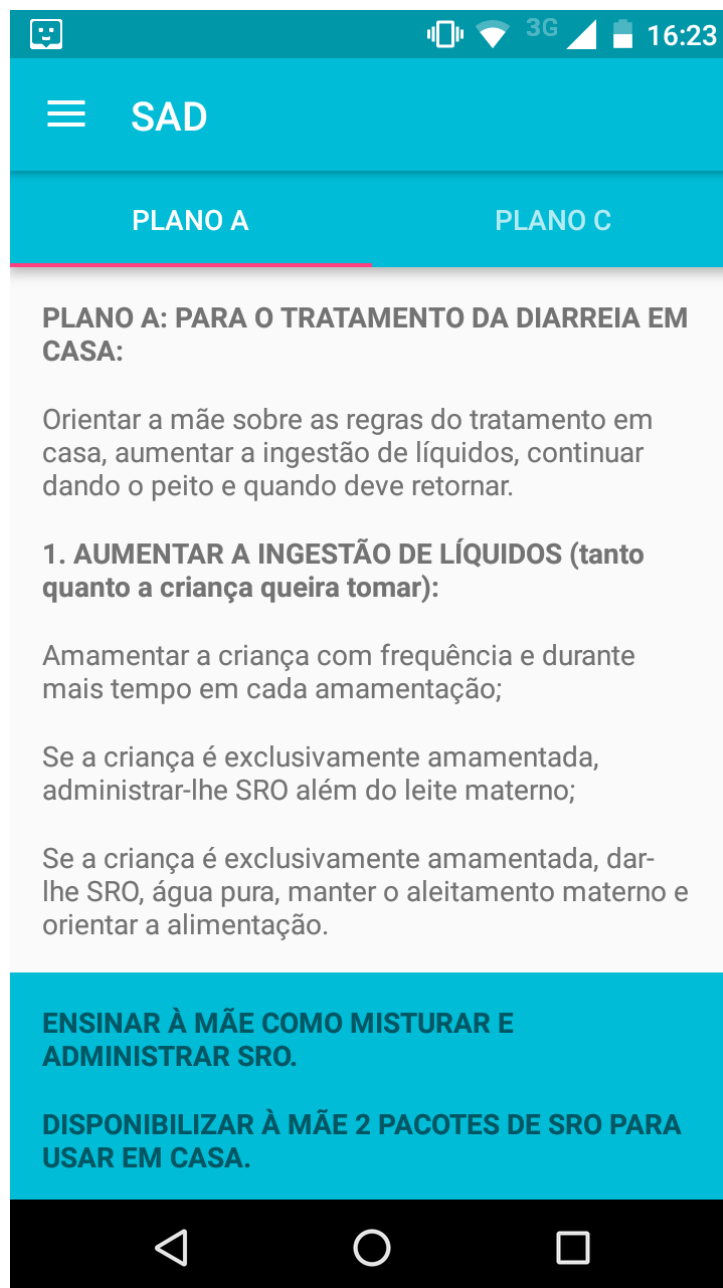 3G 16:23
SAD
PLANO A PLANO C
PLANO A: PARA O TRATAMENTO DA DIARREIA EM
CASA:
Orientar a mãe sobre as regras do tratamento em
casa, aumentar a ingestão de líquidos, continuar
dando o peito e quando deve retornar.
1. AUMENTAR A INGESTÃO DE LÍQUIDOS (tanto
quanto a criança queira tomar):
Amamentar a criança com frequência e durante
mais tempo em cada amamentação;
Se a criança é exclusivamente amamentada,
administrar-lhe SRO além do leite materno;
Se a criança é exclusivamente amamentada, dar-
lhe SRO, água pura, manter o aleitamento materno e
orientar a alimentação.
ENSINAR À MÃE COMO MISTURAR E
ADMINISTRAR SRO.
DISPONIBILIZAR À MÃE 2 PACOTES DE SRO PARA
USAR EM CASA.